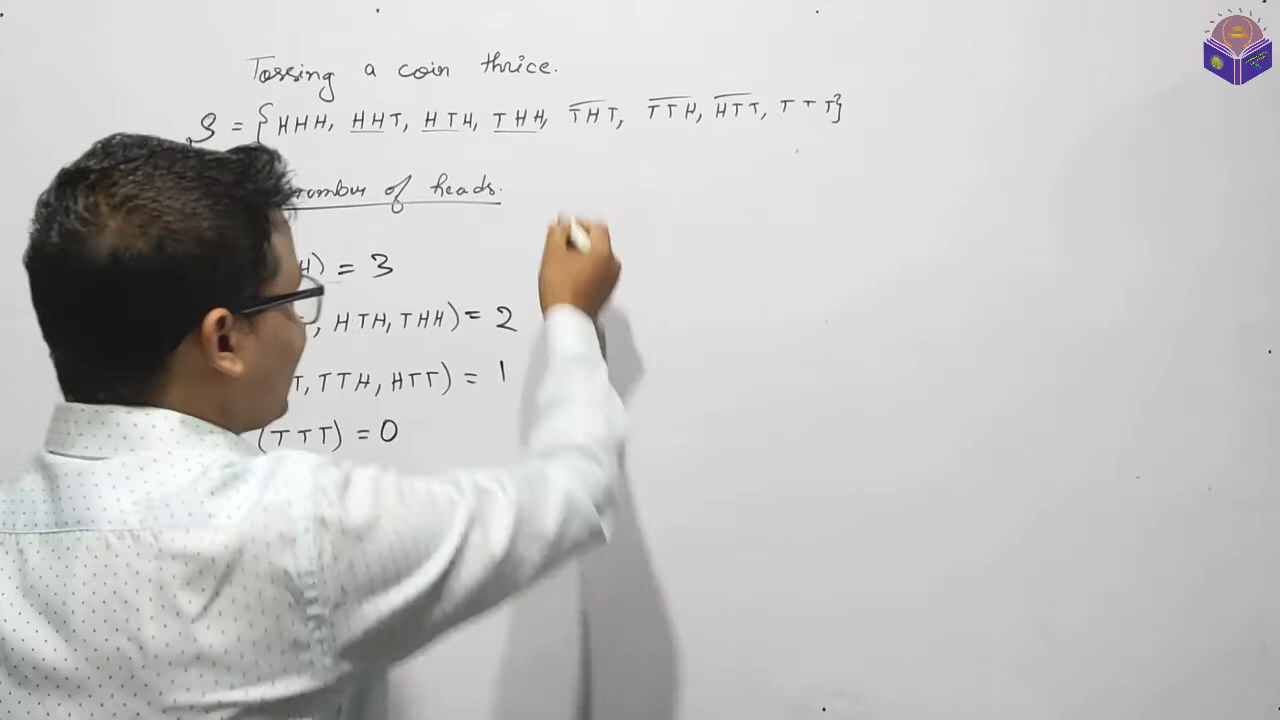 Tossing a coin thrice.
S = {HHH, HHT, HTH, THH, THT, TTH, HTT, TTT}
number of heads.
H) = 3
, HTH, THH) = 2
T, TTH, HTT) = 1
(TTT) = 0